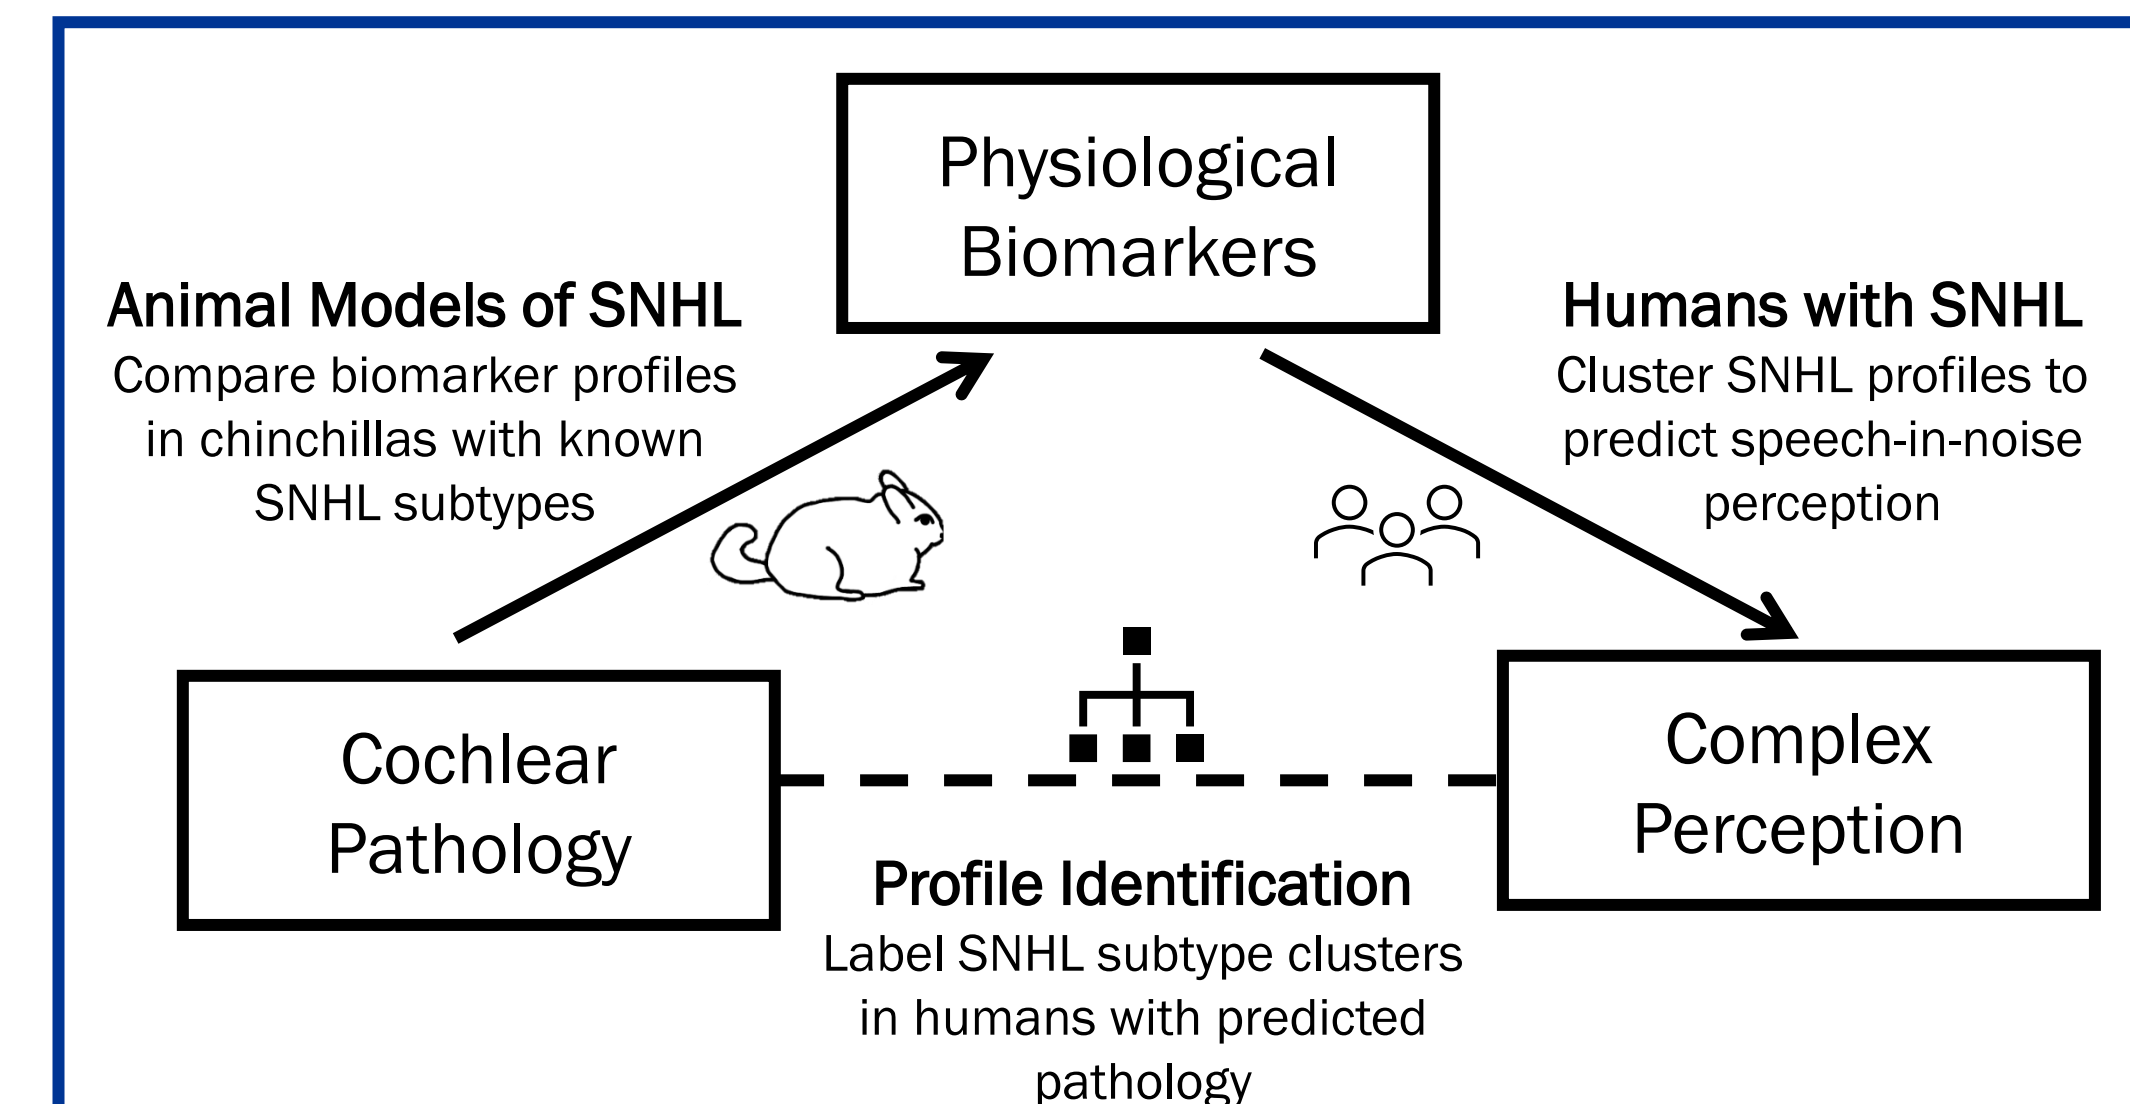 Physiological
Biomarkers
Animal Models of SNHL
Compare biomarker profiles
in chinchillas with known
SNHL subtypes
Humans with SNHL
Cluster SNHL profiles to
predict speech-in-noise
perception
Cochlear
Pathology
Complex
Perception
Profile Identification
Label SNHL subtype clusters
in humans with predicted
pathology